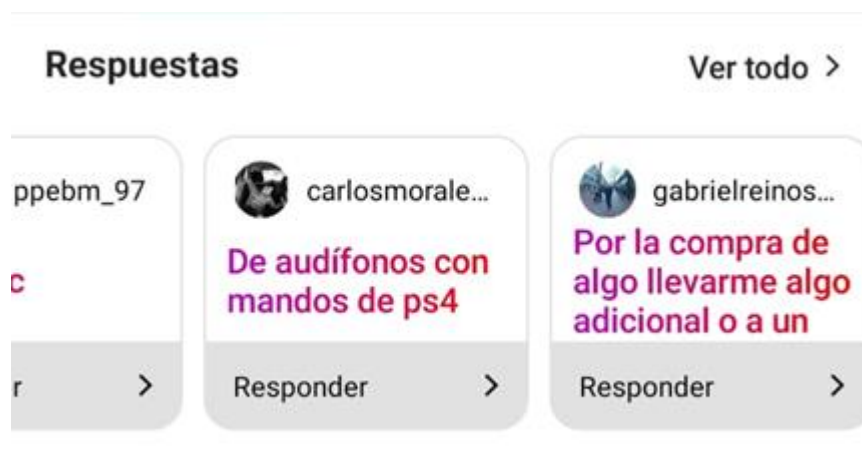 Respuestas
Ver todo >
ppebm_97
c
r >
carlosmorale...
De audífonos con
mandos de ps4
Responder >
gabrielreinos...
Por la compra de
algo llevarme algo
adicional o a un
Responder >